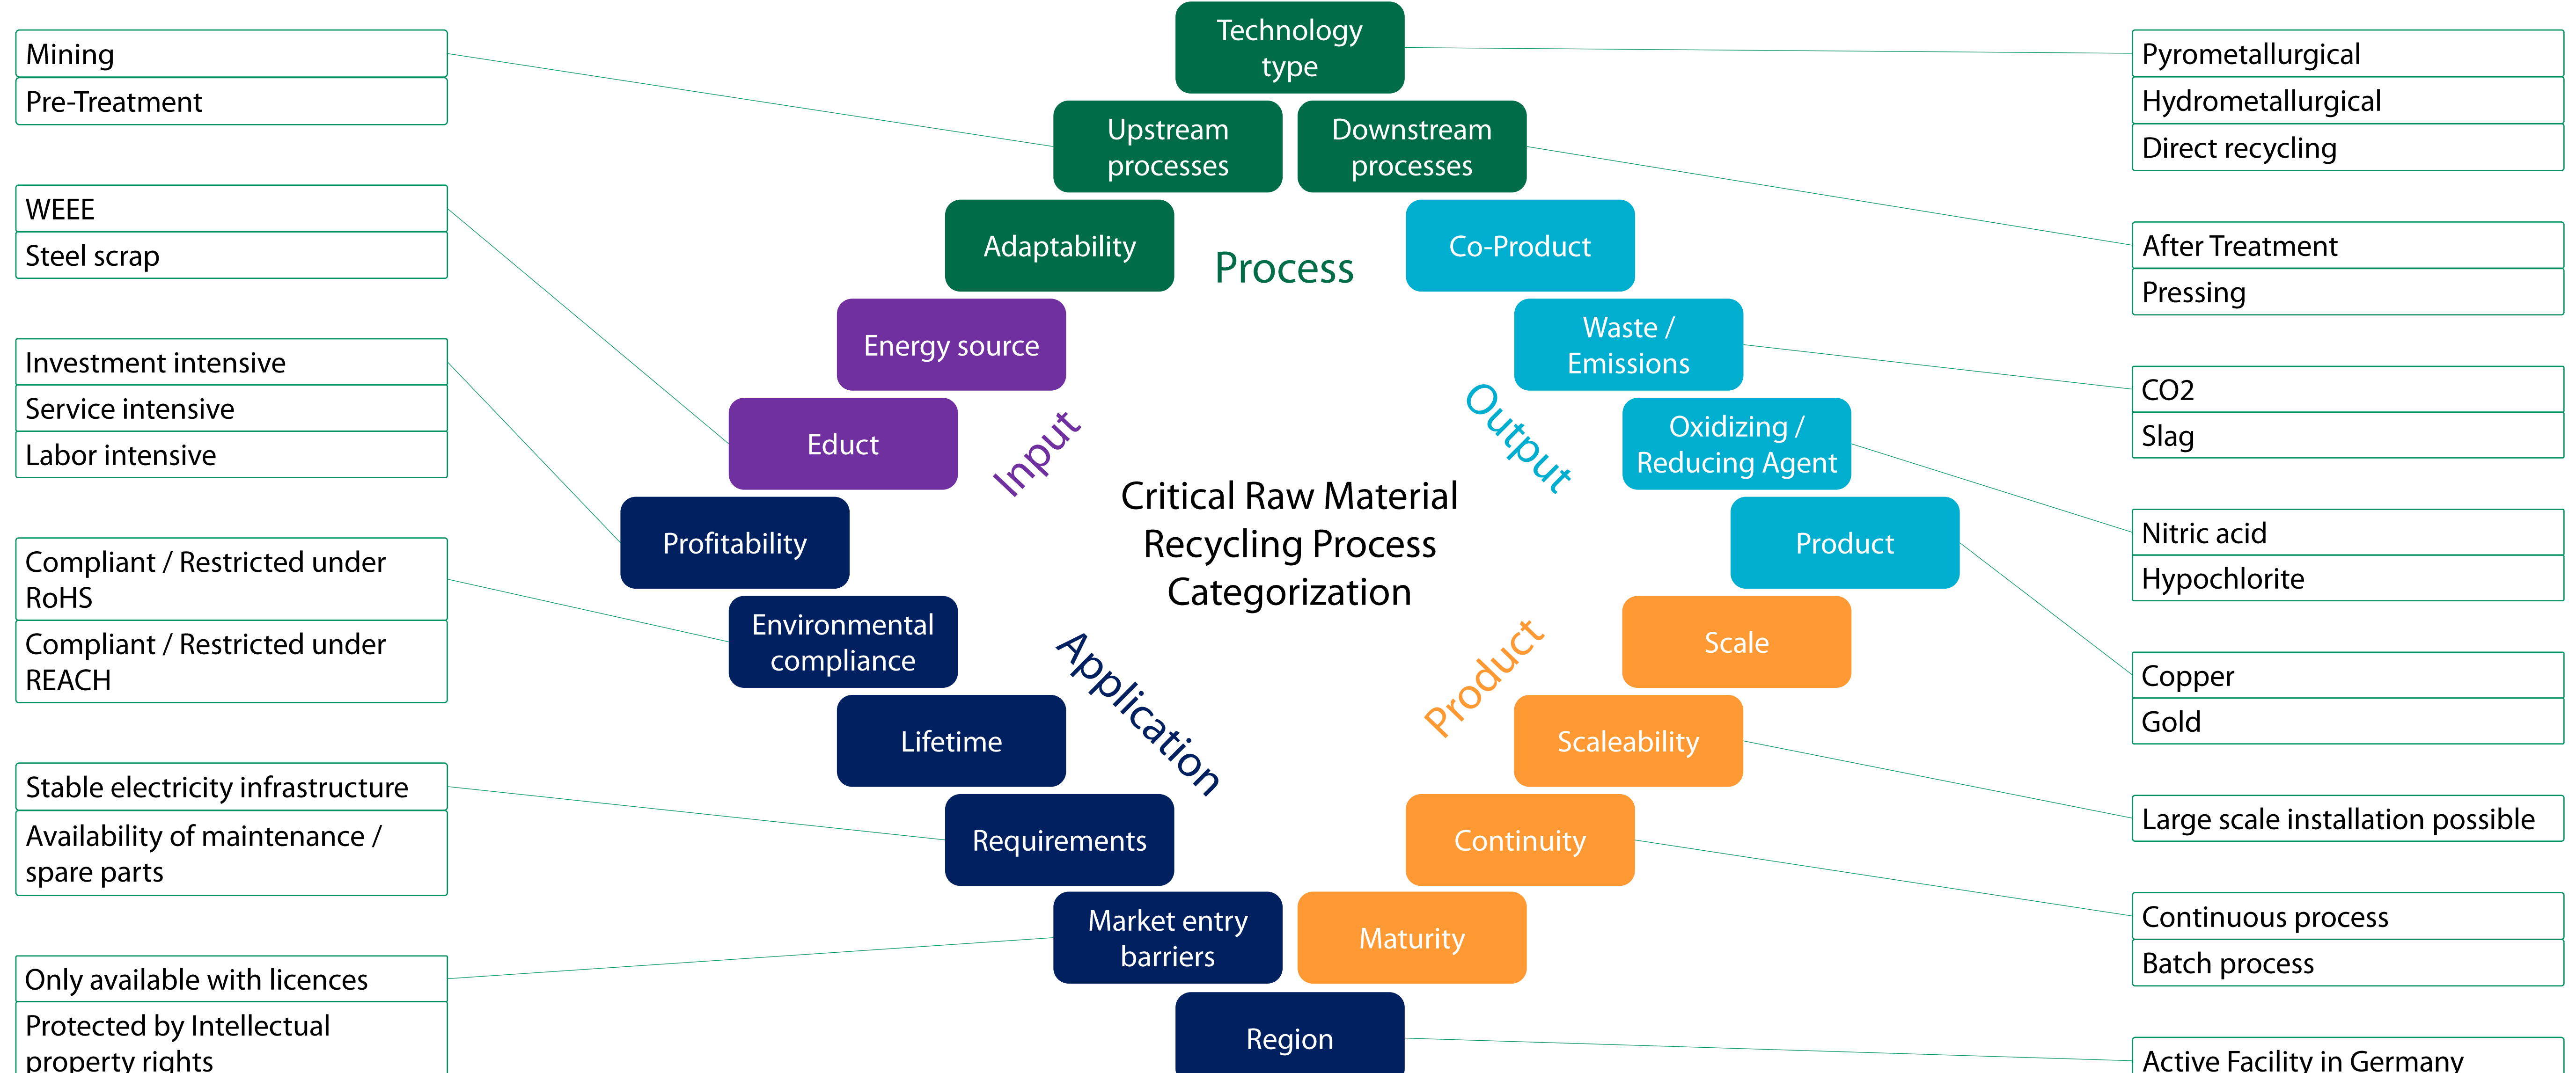 Mining
Pre-Treatment
WEEE
Steel scrap
Investment intensive
Service intensive
Labor intensive
Compliant / Restricted under
RoHS
Compliant / Restricted under
REACH
Stable electricity infrastructure
Availability of maintenance /
spare parts
Only available with licences
Protected by Intellectual
property rights
Technology
type
Upstream
processes
Downstream
processes
Adaptability
Process
Co-Product
Energy source
Waste /
Emissions
Educt
Input
Output
Oxidizing /
Reducing Agent
Profitability
Critical Raw Material
Recycling Process
Categorization
Product
Environmental
compliance
Application
Product
Scale
Lifetime
Scaleability
Requirements
Continuity
Market entry
barriers
Maturity
Region
Pyrometallurgical
Hydrometallurgical
Direct recycling
After Treatment
Pressing
CO2
Slag
Nitric acid
Hypochlorite
Copper
Gold
Large scale installation possible
Continuous process
Batch process
Active Facility in Germany